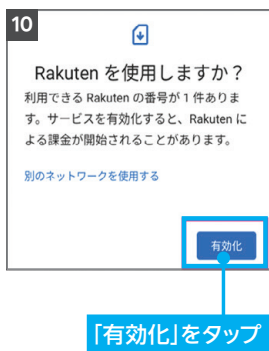 10
Rakuten を使用しますか？
利用できる Rakuten の番号が 1 件ありま
す。サービスを有効化すると、Rakuten に
よる課金が開始されることがあります。
別のネットワークを使用する
有効化
「有効化」をタップ